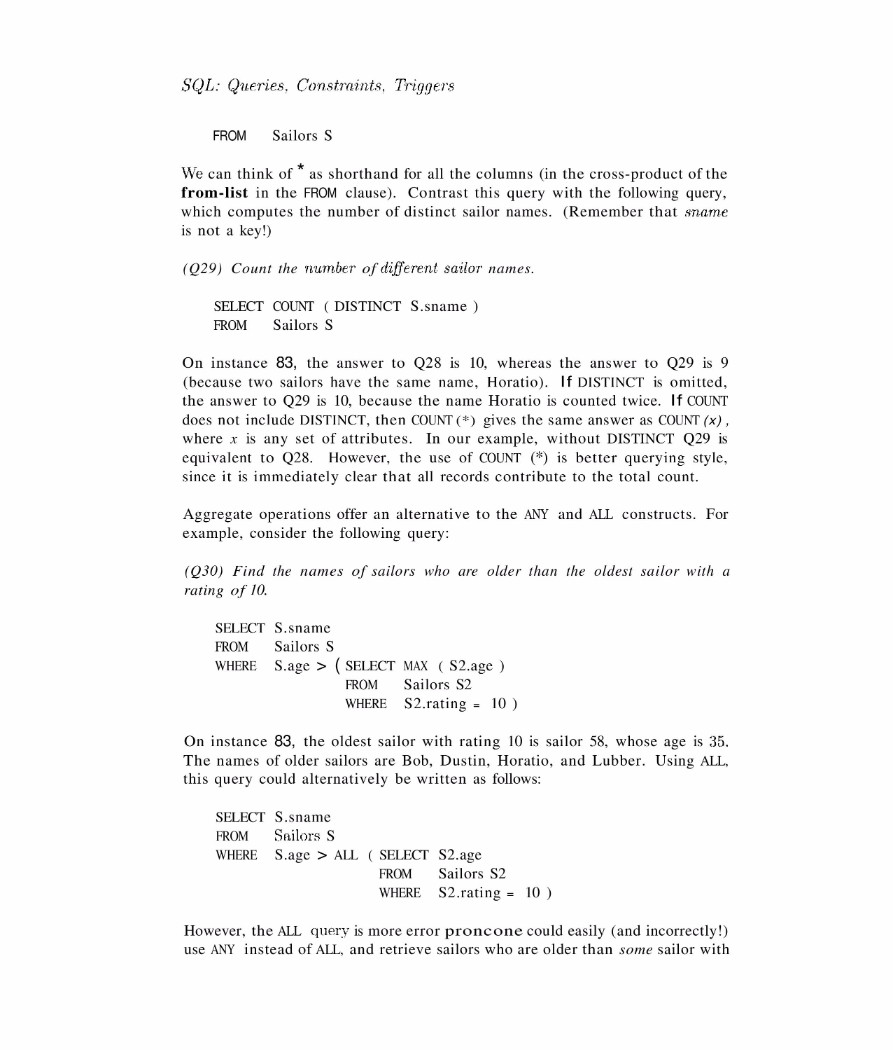 SQL: Queries, Constraints, Triggers
FROM Sailors S
We can think of * as shorthand for all the columns (in the cross-product of the
from-list in the FROM clause). Contrast this query with the following query,
which computes the number of distinct sailor names. (Remember that sname
is not a key!)
(Q29) Count the number of different sailor names.
SELECT COUNT ( DISTINCT S.sname )
FROM Sailors S
On instance 83, the answer to Q28 is 10, whereas the answer to Q29 is 9
(because two sailors have the same name, Horatio). If DISTINCT is omitted,
the answer to Q29 is 10, because the name Horatio is counted twice. If COUNT
does not include DISTINCT, then COUNT (*) gives the same answer as COUNT (x) ,
where x is any set of attributes. In our example, without DISTINCT Q29 is
equivalent to Q28. However, the use of COUNT (*) is better querying style,
since it is immediately clear that all records contribute to the total count.
Aggregate operations offer an alternative to the ANY and ALL constructs. For
example, consider the following query:
(Q30) Find the names of sailors who are older than the oldest sailor with a
rating of 10.
SELECT S.sname
FROM Sailors S
WHERE S.age > ( SELECT MAX ( S2.age )
FROM Sailors S2
WHERE S2.rating = 10 )
On instance 83, the oldest sailor with rating 10 is sailor 58, whose age is 35.
The names of older sailors are Bob, Dustin, Horatio, and Lubber. Using ALL,
this query could alternatively be written as follows:
SELECT S.sname
FROM Sailors S
WHERE S.age > ALL ( SELECT S2.age
FROM Sailors S2
WHERE S2.rating = 10 )
However, the ALL query is more error proncone could easily (and incorrectly!)
use ANY instead of ALL, and retrieve sailors who are older than some sailor with